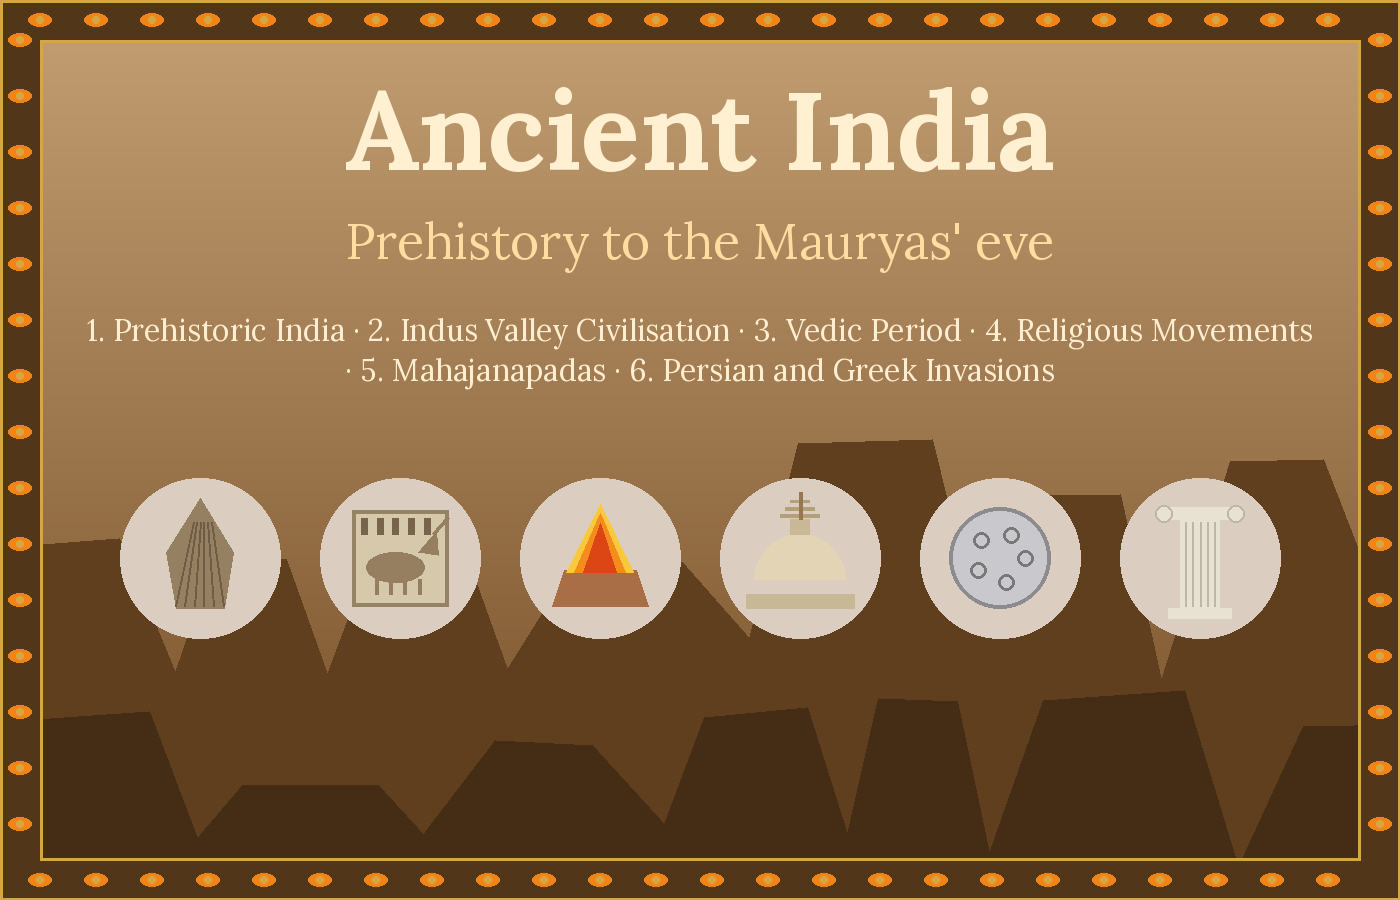 Ancient India
Prehistory to the Mauryas' eve
1. Prehistoric India · 2. Indus Valley Civilisation · 3. Vedic Period · 4. Religious Movements
· 5. Mahajanapadas · 6. Persian and Greek Invasions